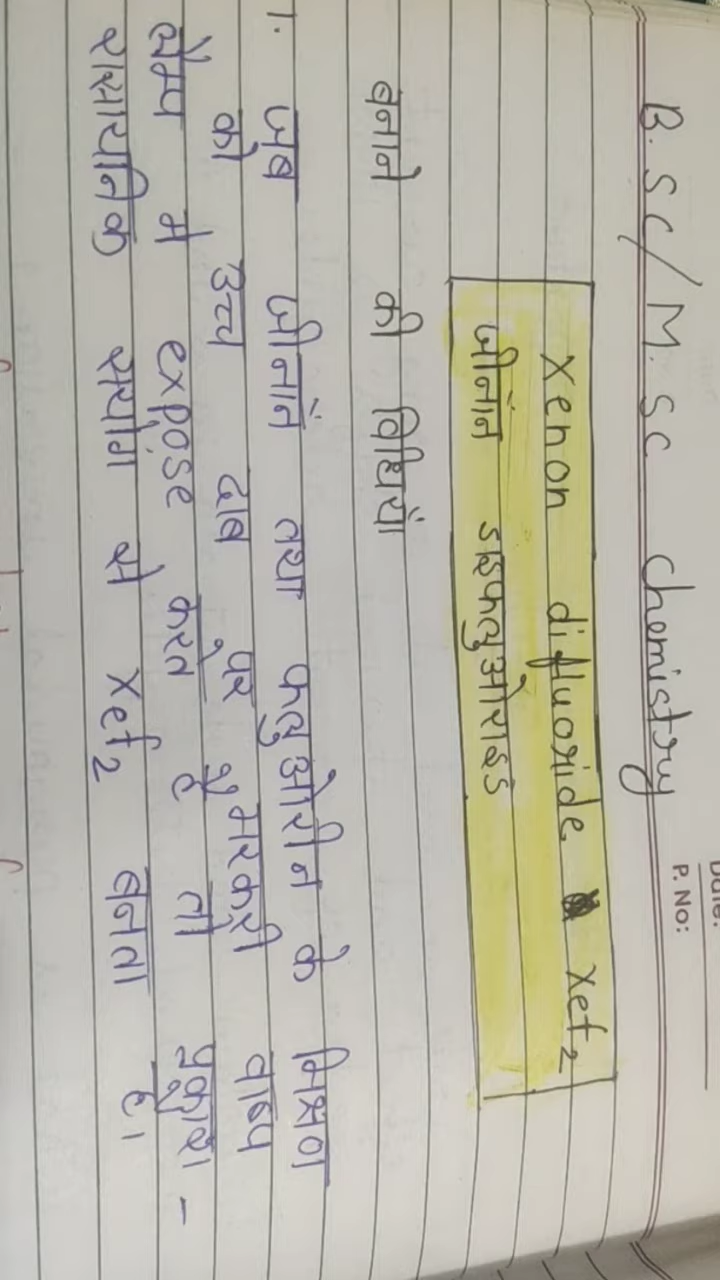 Date:
P. No:
B. Sc/M. Sc Chemistry
Xenon difluoride Xef₂
जीनॉन डाइफ्लुओराइड
बनाने की विधियाँ
1. जब जीनॉन तथा फ्लुओरीन के मिश्रण
को उच्च दाब पर मरकरी वाष्प
लैम्प में expose करते है तो प्रकाश -
रासायनिक संयोग से Xef₂ बनता है।